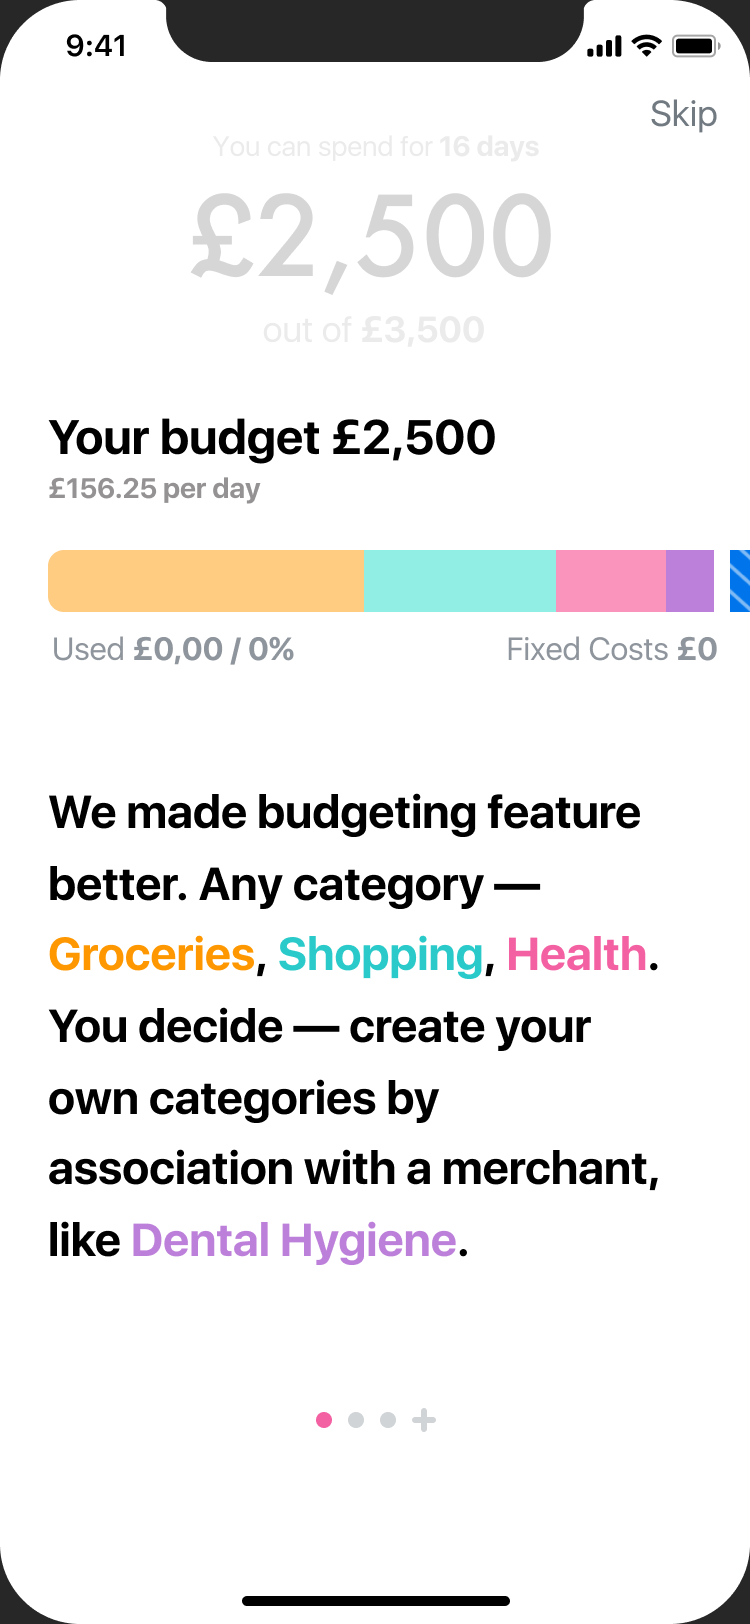 9:41
Skip
You can spend for 16 days
£2,500
out of £3,500
Your budget £2,500
£156.25 per day
Used £0,00 / 0% Fixed Costs £0
We made budgeting feature
better. Any category —
Groceries, Shopping, Health.
You decide — create your
own categories by
association with a merchant,
like Dental Hygiene.